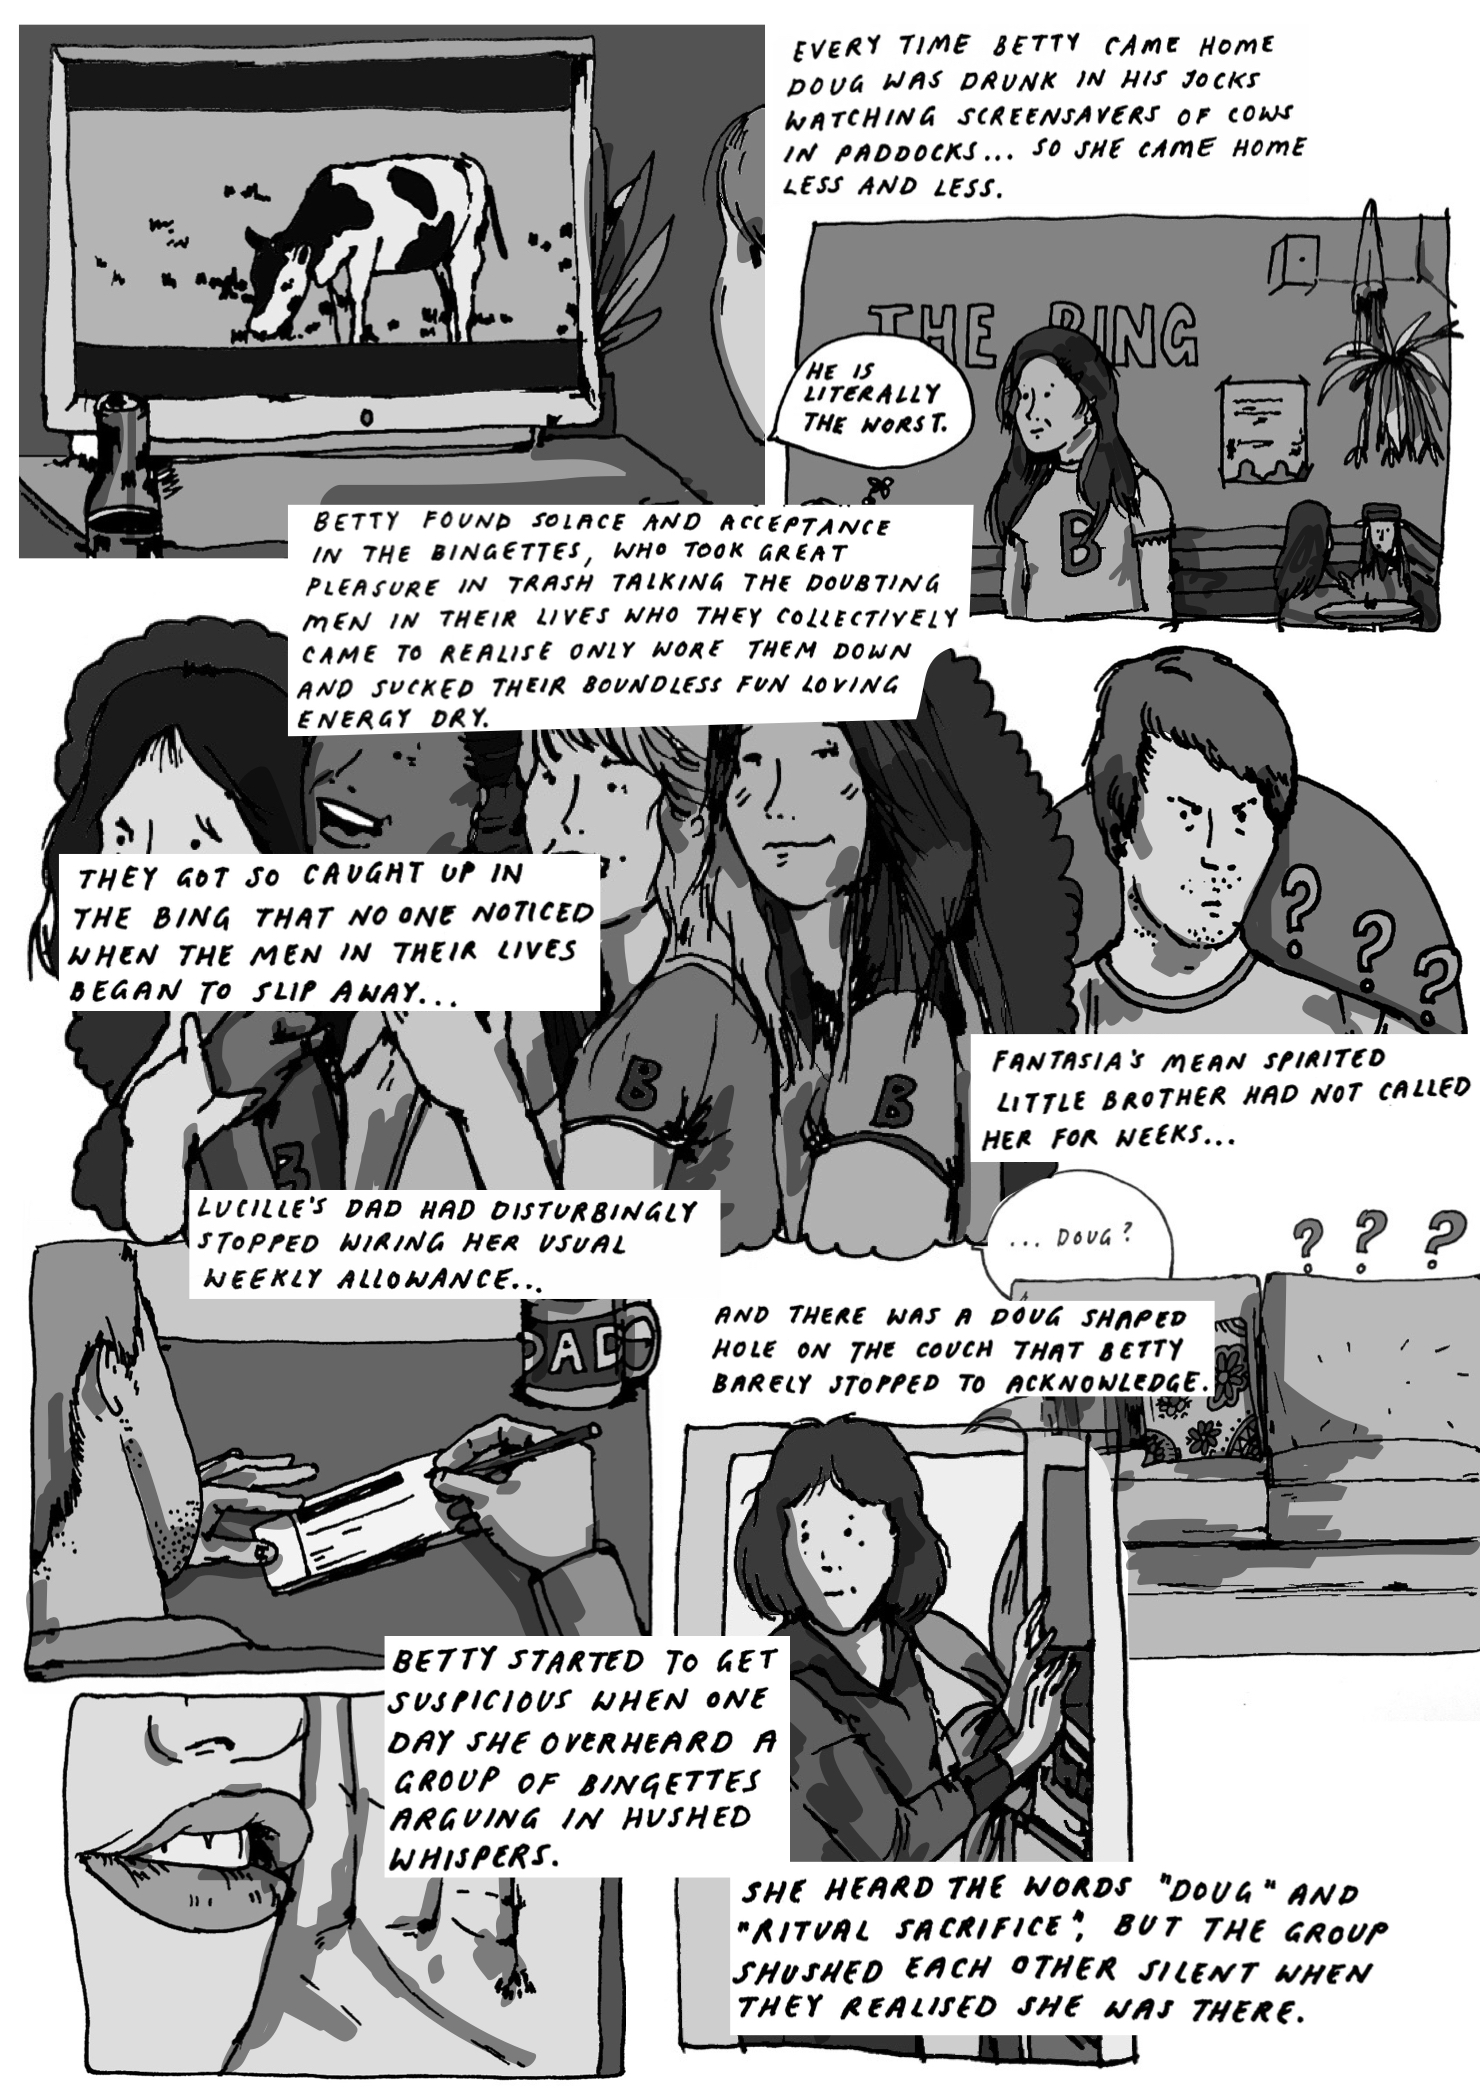 EVERY TIME BETTY CAME HOME
DOUG WAS DRUNK IN HIS JOCKS
WATCHING SCREENSAVERS OF COWS
IN PADDOCKS... SO SHE CAME HOME
LESS AND LESS.
THE BING
HE IS
LITERALLY
THE WORST.
B
BETTY FOUND SOLACE AND ACCEPTANCE
IN THE BINGETTES, WHO TOOK GREAT
PLEASURE IN TRASH TALKING THE DOUBTING
MEN IN THEIR LIVES WHO THEY COLLECTIVELY
CAME TO REALISE ONLY WORE THEM DOWN
AND SUCKED THEIR BOUNDLESS FUN LOVING
ENERGY DRY.
THEY GOT SO CAUGHT UP IN
THE BING THAT NO ONE NOTICED
WHEN THE MEN IN THEIR LIVES
BEGAN TO SLIP AWAY...
? ? ?
B
B
B
FANTASIA'S MEAN SPIRITED
LITTLE BROTHER HAD NOT CALLED
HER FOR WEEKS...
LUCILLE'S DAD HAD DISTURBINGLY
STOPPED WIRING HER USUAL
WEEKLY ALLOWANCE...
DAD
... DOUG?
? ? ?
AND THERE WAS A DOUG SHAPED
HOLE ON THE COUCH THAT BETTY
BARELY STOPPED TO ACKNOWLEDGE.
BETTY STARTED TO GET
SUSPICIOUS WHEN ONE
DAY SHE OVERHEARD A
GROUP OF BINGETTES
ARGUING IN HUSHED
WHISPERS.
SHE HEARD THE WORDS "DOUG" AND
"RITUAL SACRIFICE", BUT THE GROUP
SHUSHED EACH OTHER SILENT WHEN
THEY REALISED SHE WAS THERE.